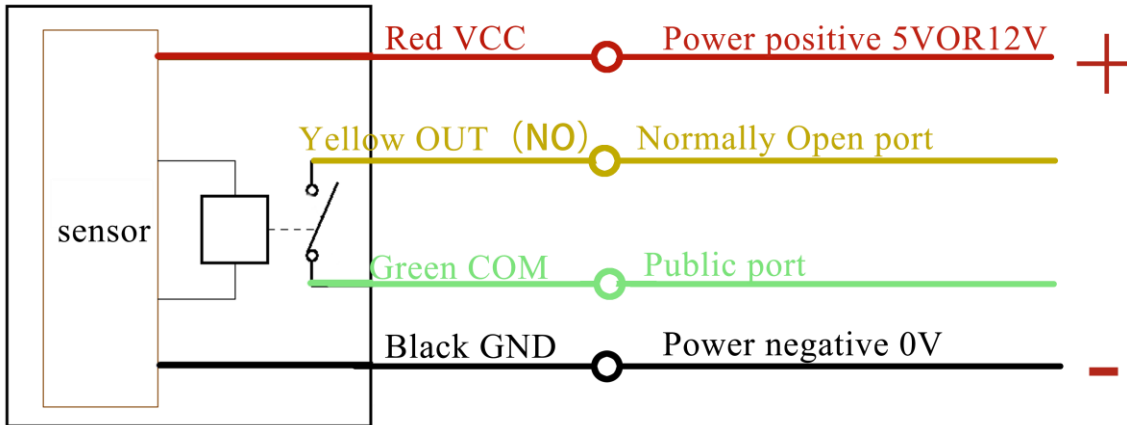 Red VCC Power positive 5VOR12V
+
Yellow OUT（NO） Normally Open port
sensor
Green COM Public port
Black GND Power negative 0V
-